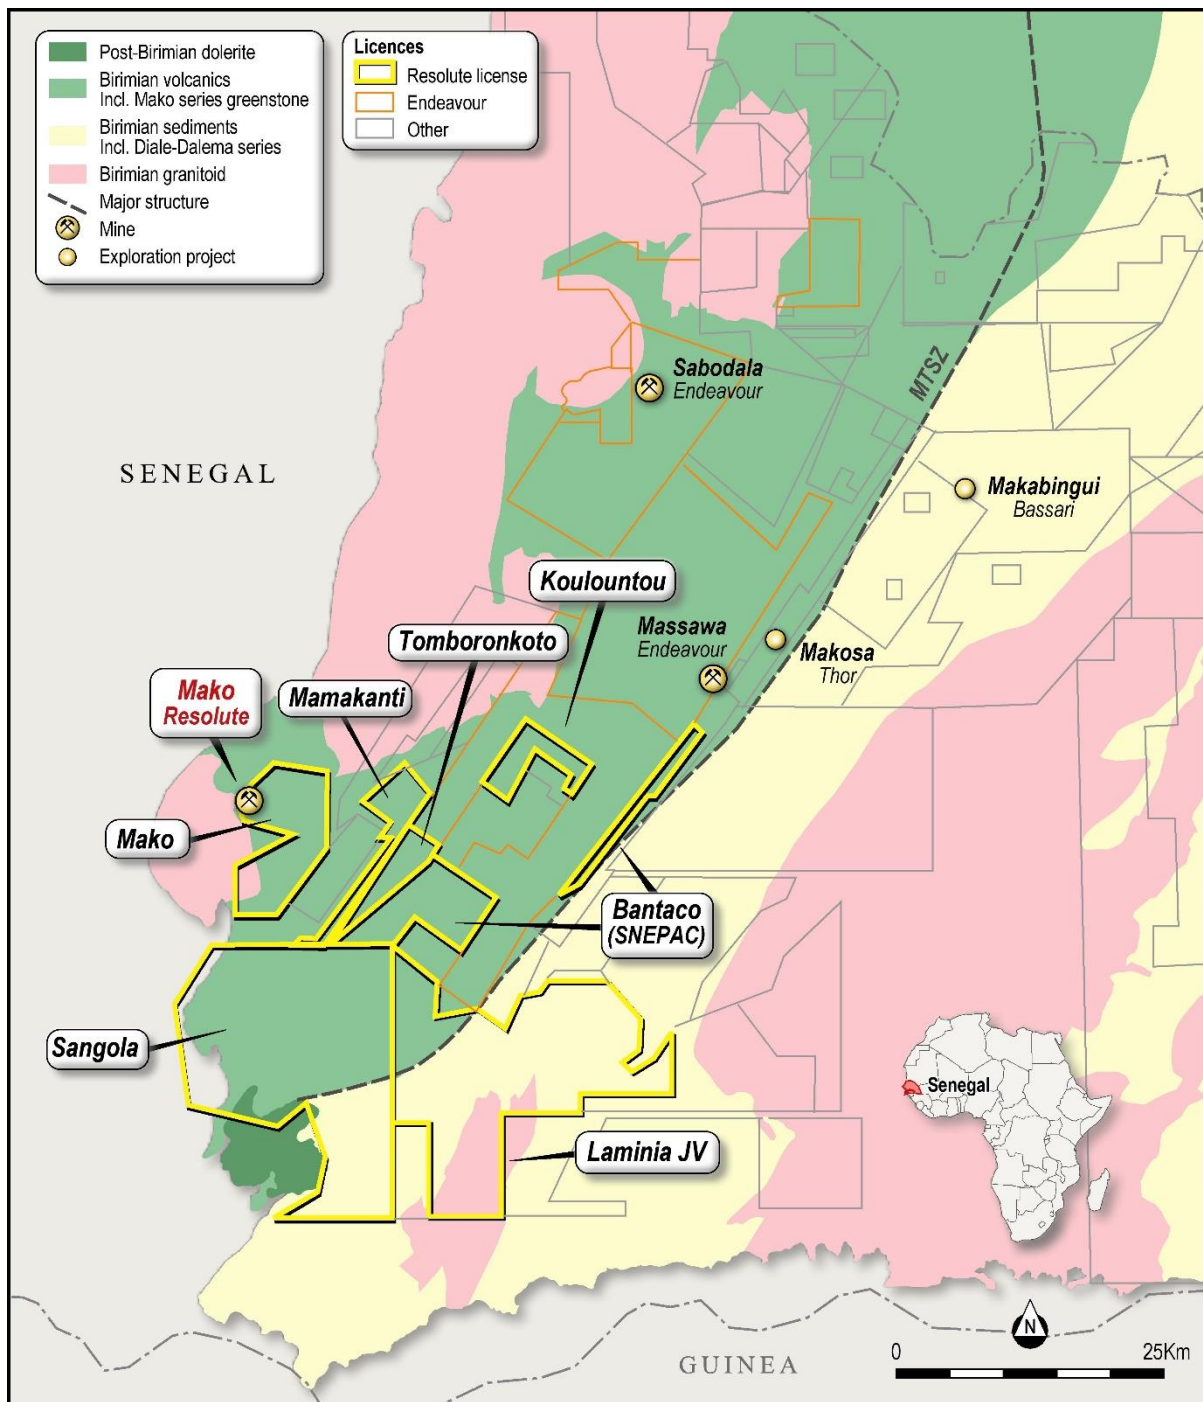 Post-Birimian dolerite
Birimian volcanics
Incl. Mako series greenstone
Birimian sediments
Incl. Diale-Dalema series
Birimian granitoid
Major structure
Mine
Exploration project
Licences
Resolute license
Endeavour
Other
MTSZ
Sabodala
Endeavour
SENEGAL
Makabingui
Bassari
Koulountou
Tomboronkoto
Massawa
Endeavour
Makosa
Thor
Mako
Resolute
Mamakanti
Mako
Bantaco
(SNEPAC)
Sangola
Senegal
Laminia JV
N
GUINEA
0
25Km